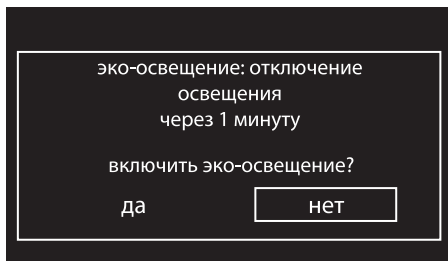 эко-освещение: отключение
освещения
через 1 минуту
включить эко-освещение?
да нет